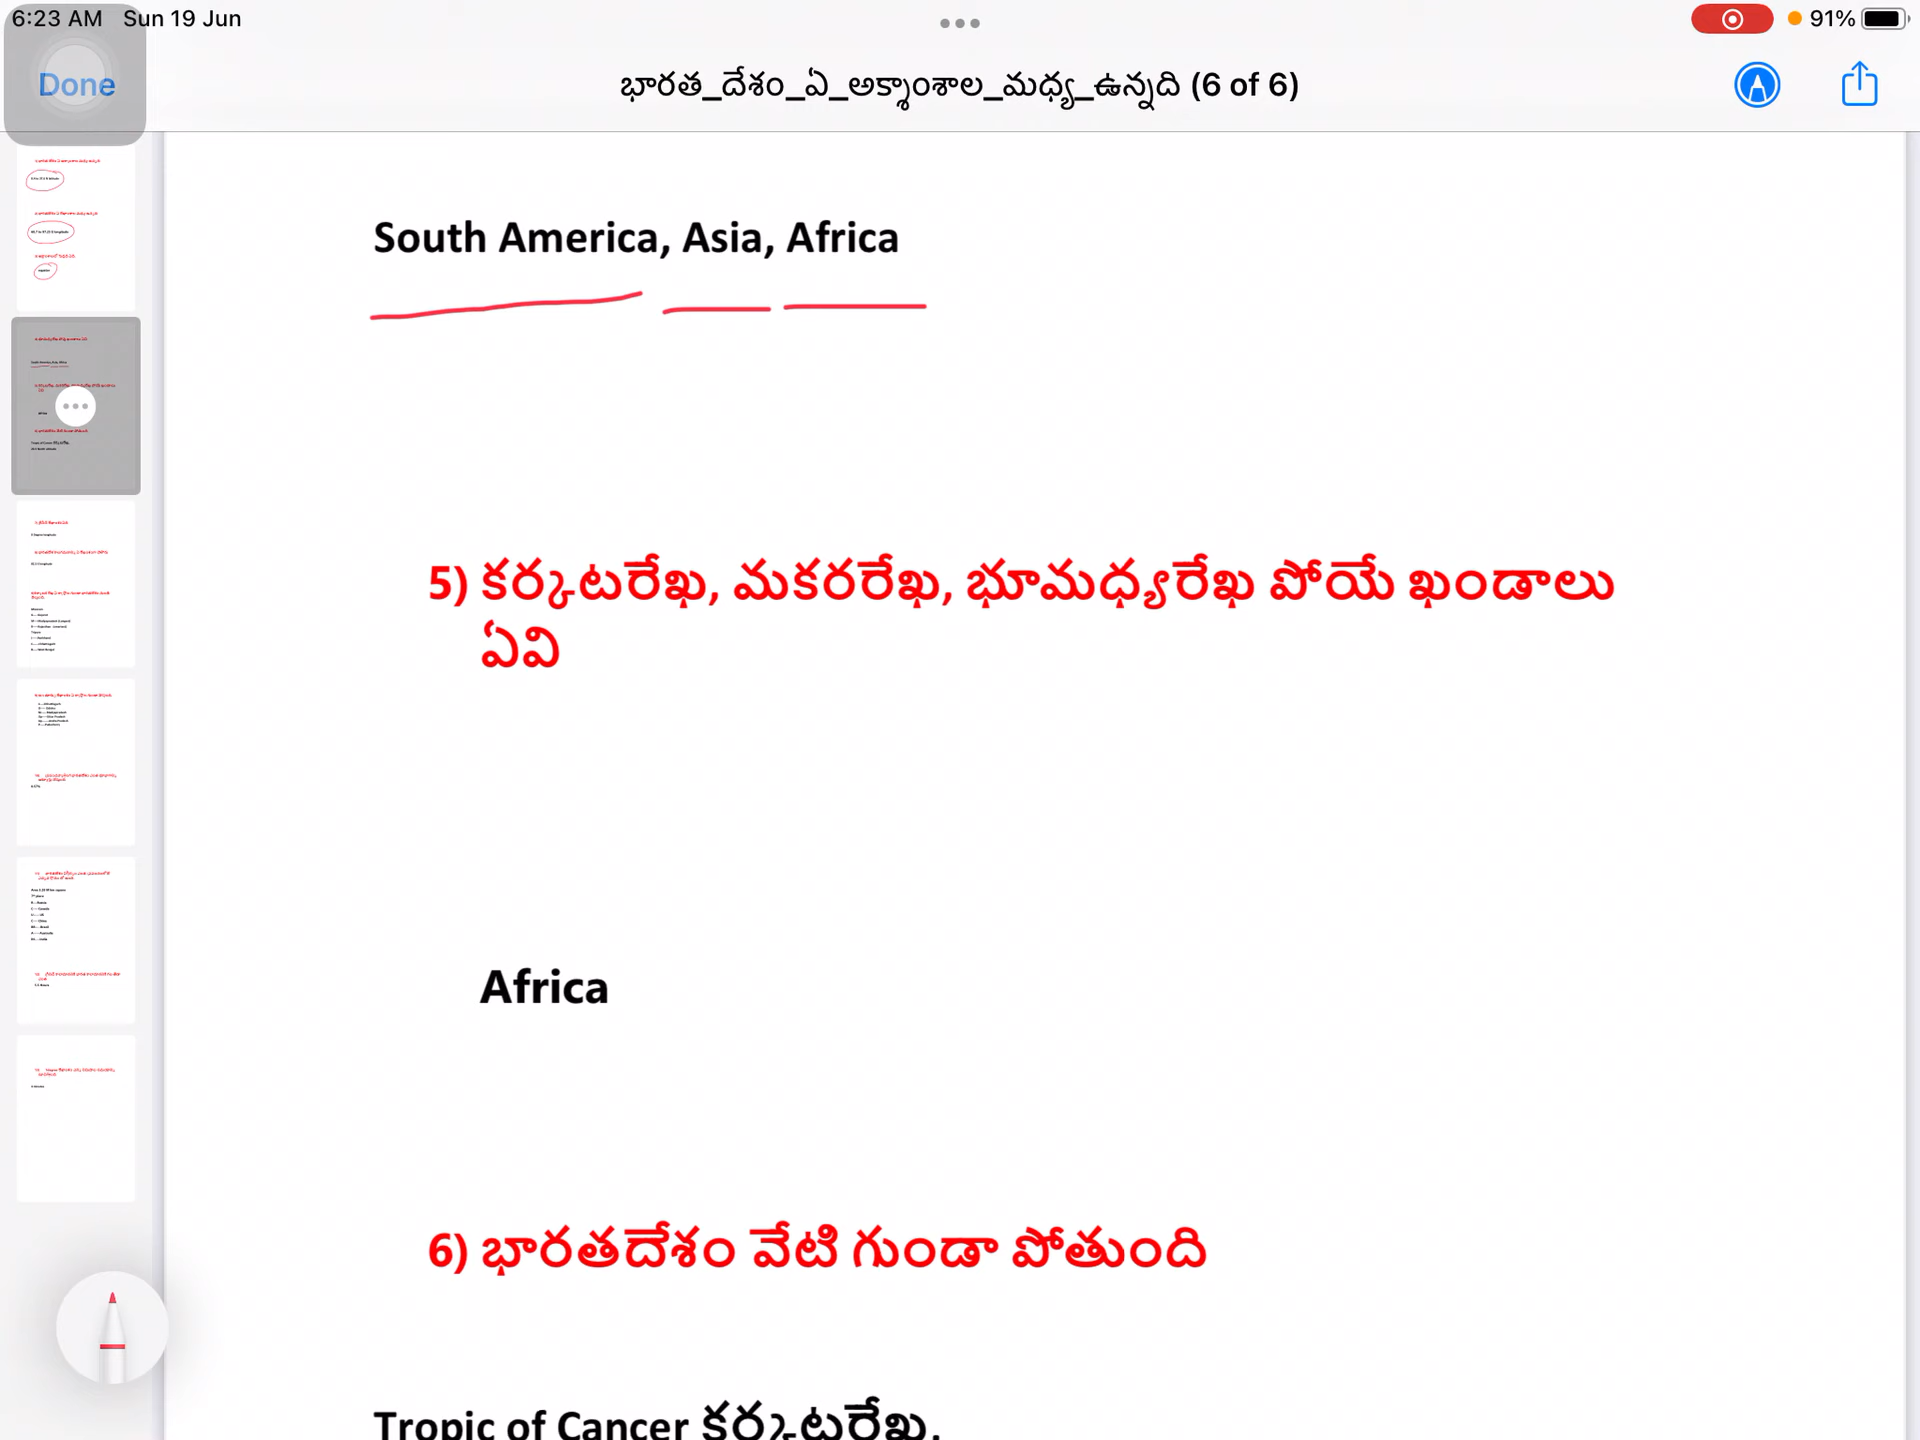 6:23 AM Sun 19 Jun
91%
Done
భారత_దేశం_ఏ_అక్శాంశాల_మధ్య_ఉన్నది (6 of 6)
South America, Asia, Africa
5) కర్కటరేఖ, మకరరేఖ, భూమధ్యరేఖ పోయే ఖండాలు
ఏవి
Africa
6) భారతదేశం వేటి గుండా పోతుంది
Tropic of Cancer కర్కటరేఖ,